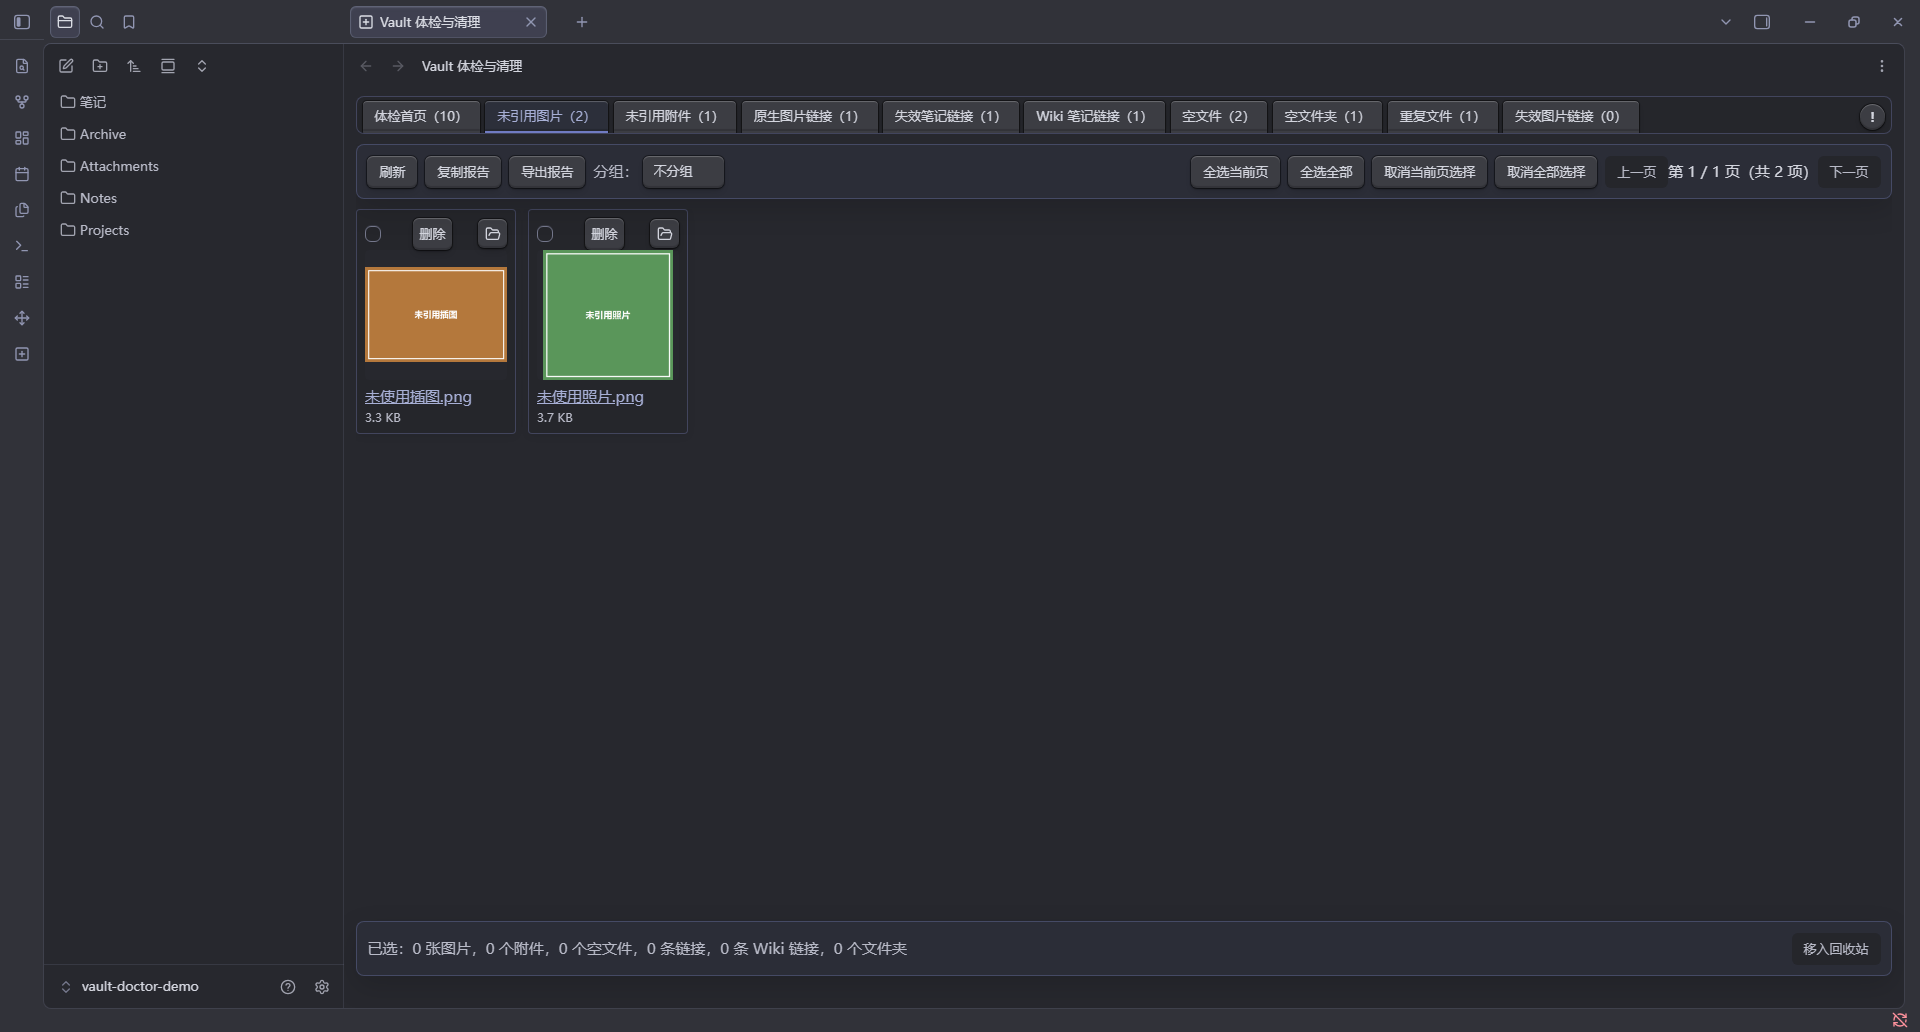 Vault 体检与清理
Vault 体检与清理
笔记
Archive
Attachments
Notes
Projects
体检首页（10）
未引用图片（2）
未引用附件（1）
原生图片链接（1）
失效笔记链接（1）
Wiki 笔记链接（1）
空文件（2）
空文件夹（1）
重复文件（1）
失效图片链接（0）
!
刷新
复制报告
导出报告
分组：
不分组
全选当前页
全选全部
取消当前页选择
取消全部选择
上一页
第 1 / 1 页（共 2 项）
下一页
删除
未引用插图
未使用插图.png
3.3 KB
删除
未引用照片
未使用照片.png
3.7 KB
已选：0 张图片，0 个附件，0 个空文件，0 条链接，0 条 Wiki 链接，0 个文件夹
移入回收站
vault-doctor-demo